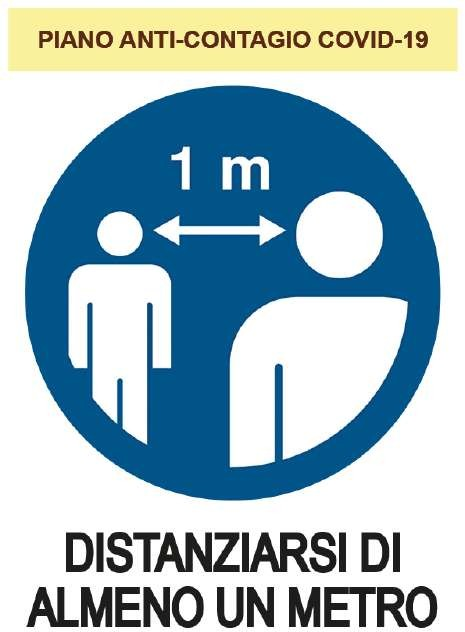 PIANO ANTI-CONTAGIO COVID-19
1 m
DISTANZIARSI DI
ALMENO UN METRO